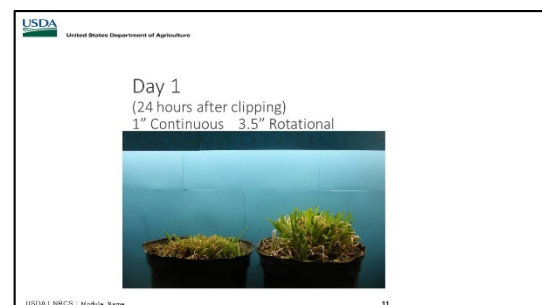 USDA
United States Department of Agriculture
Day 1
(24 hours after clipping)
1” Continuous 3.5” Rotational
USDA | NRCS | Module Name
11